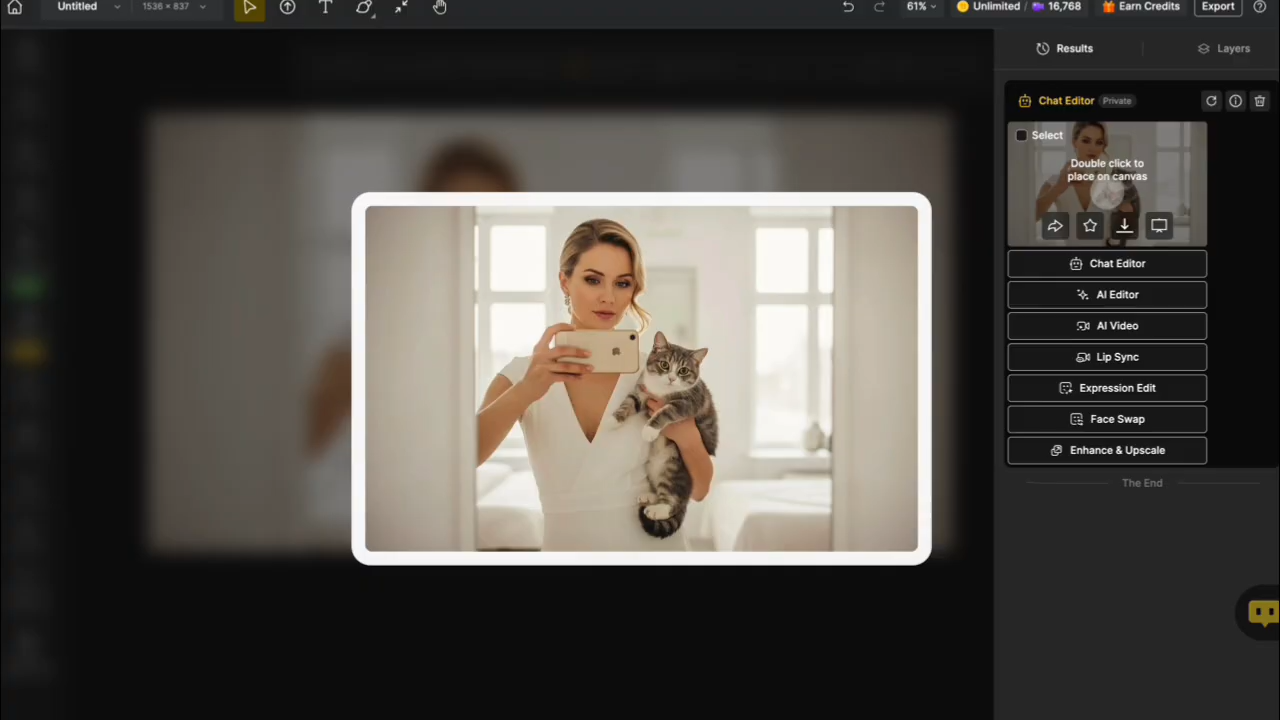 Untitled
1536 × 837
61%
Unlimited / 16,768
Earn Credits
Export
Results
Layers
Chat Editor
Private
Select
Double click to
place on canvas
Chat Editor
AI Editor
AI Video
Lip Sync
Expression Edit
Face Swap
Enhance & Upscale
The End